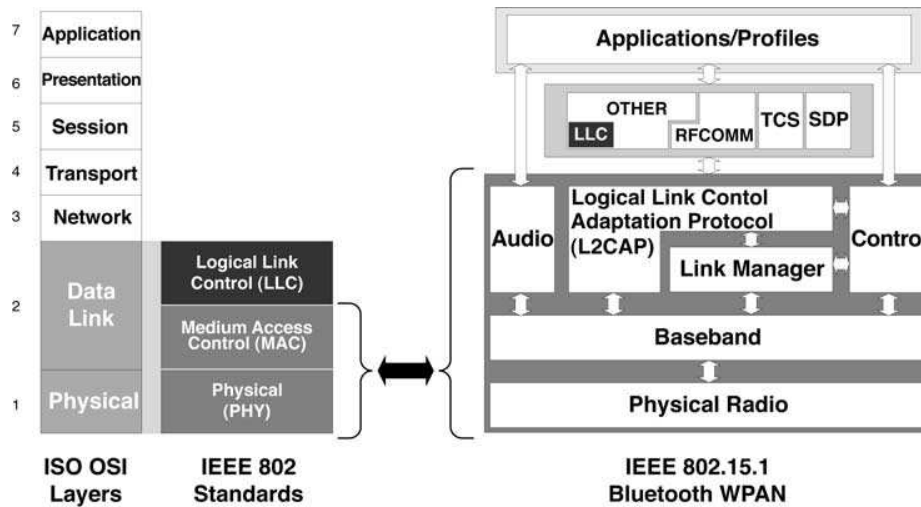 7
Application
6
Presentation
5
Session
4
Transport
3
Network
2
Data
Link
1
Physical
ISO OSI
Layers
Logical Link
Control (LLC)
Medium Access
Control (MAC)
Physical
(PHY)
IEEE 802
Standards
Applications/Profiles
OTHER
LLC
RFCOMM
TCS
SDP
Audio
Logical Link Contol
Adaptation Protocol
(L2CAP)
Link Manager
Control
Baseband
Physical Radio
IEEE 802.15.1
Bluetooth WPAN